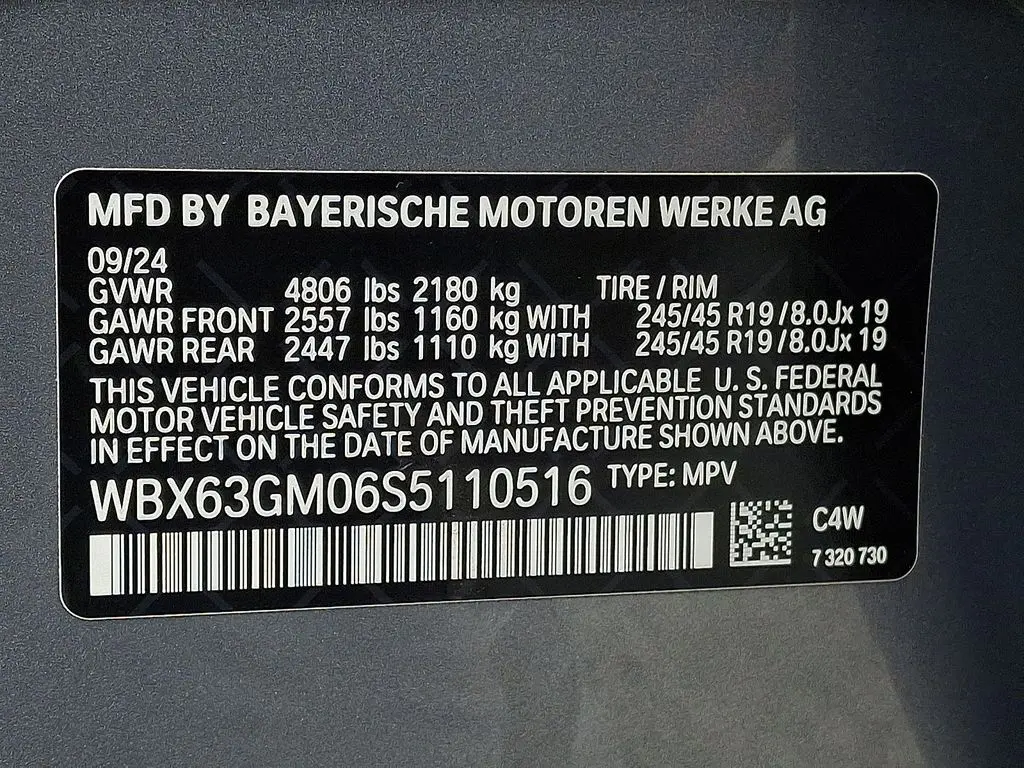 MFD BY BAYERISCHE MOTOREN WERKE AG
09/24
GVWR 4806 lbs 2180 kg TIRE / RIM
GAWR FRONT 2557 lbs 1160 kg WITH 245/45 R19 /8.0Jx 19
GAWR REAR 2447 lbs 1110 kg WITH 245/45 R19 /8.0Jx 19
THIS VEHICLE CONFORMS TO ALL APPLICABLE U. S. FEDERAL
MOTOR VEHICLE SAFETY AND THEFT PREVENTION STANDARDS
IN EFFECT ON THE DATE OF MANUFACTURE SHOWN ABOVE.
WBX63GM06S5110516 TYPE: MPV
C4W
7 320 730